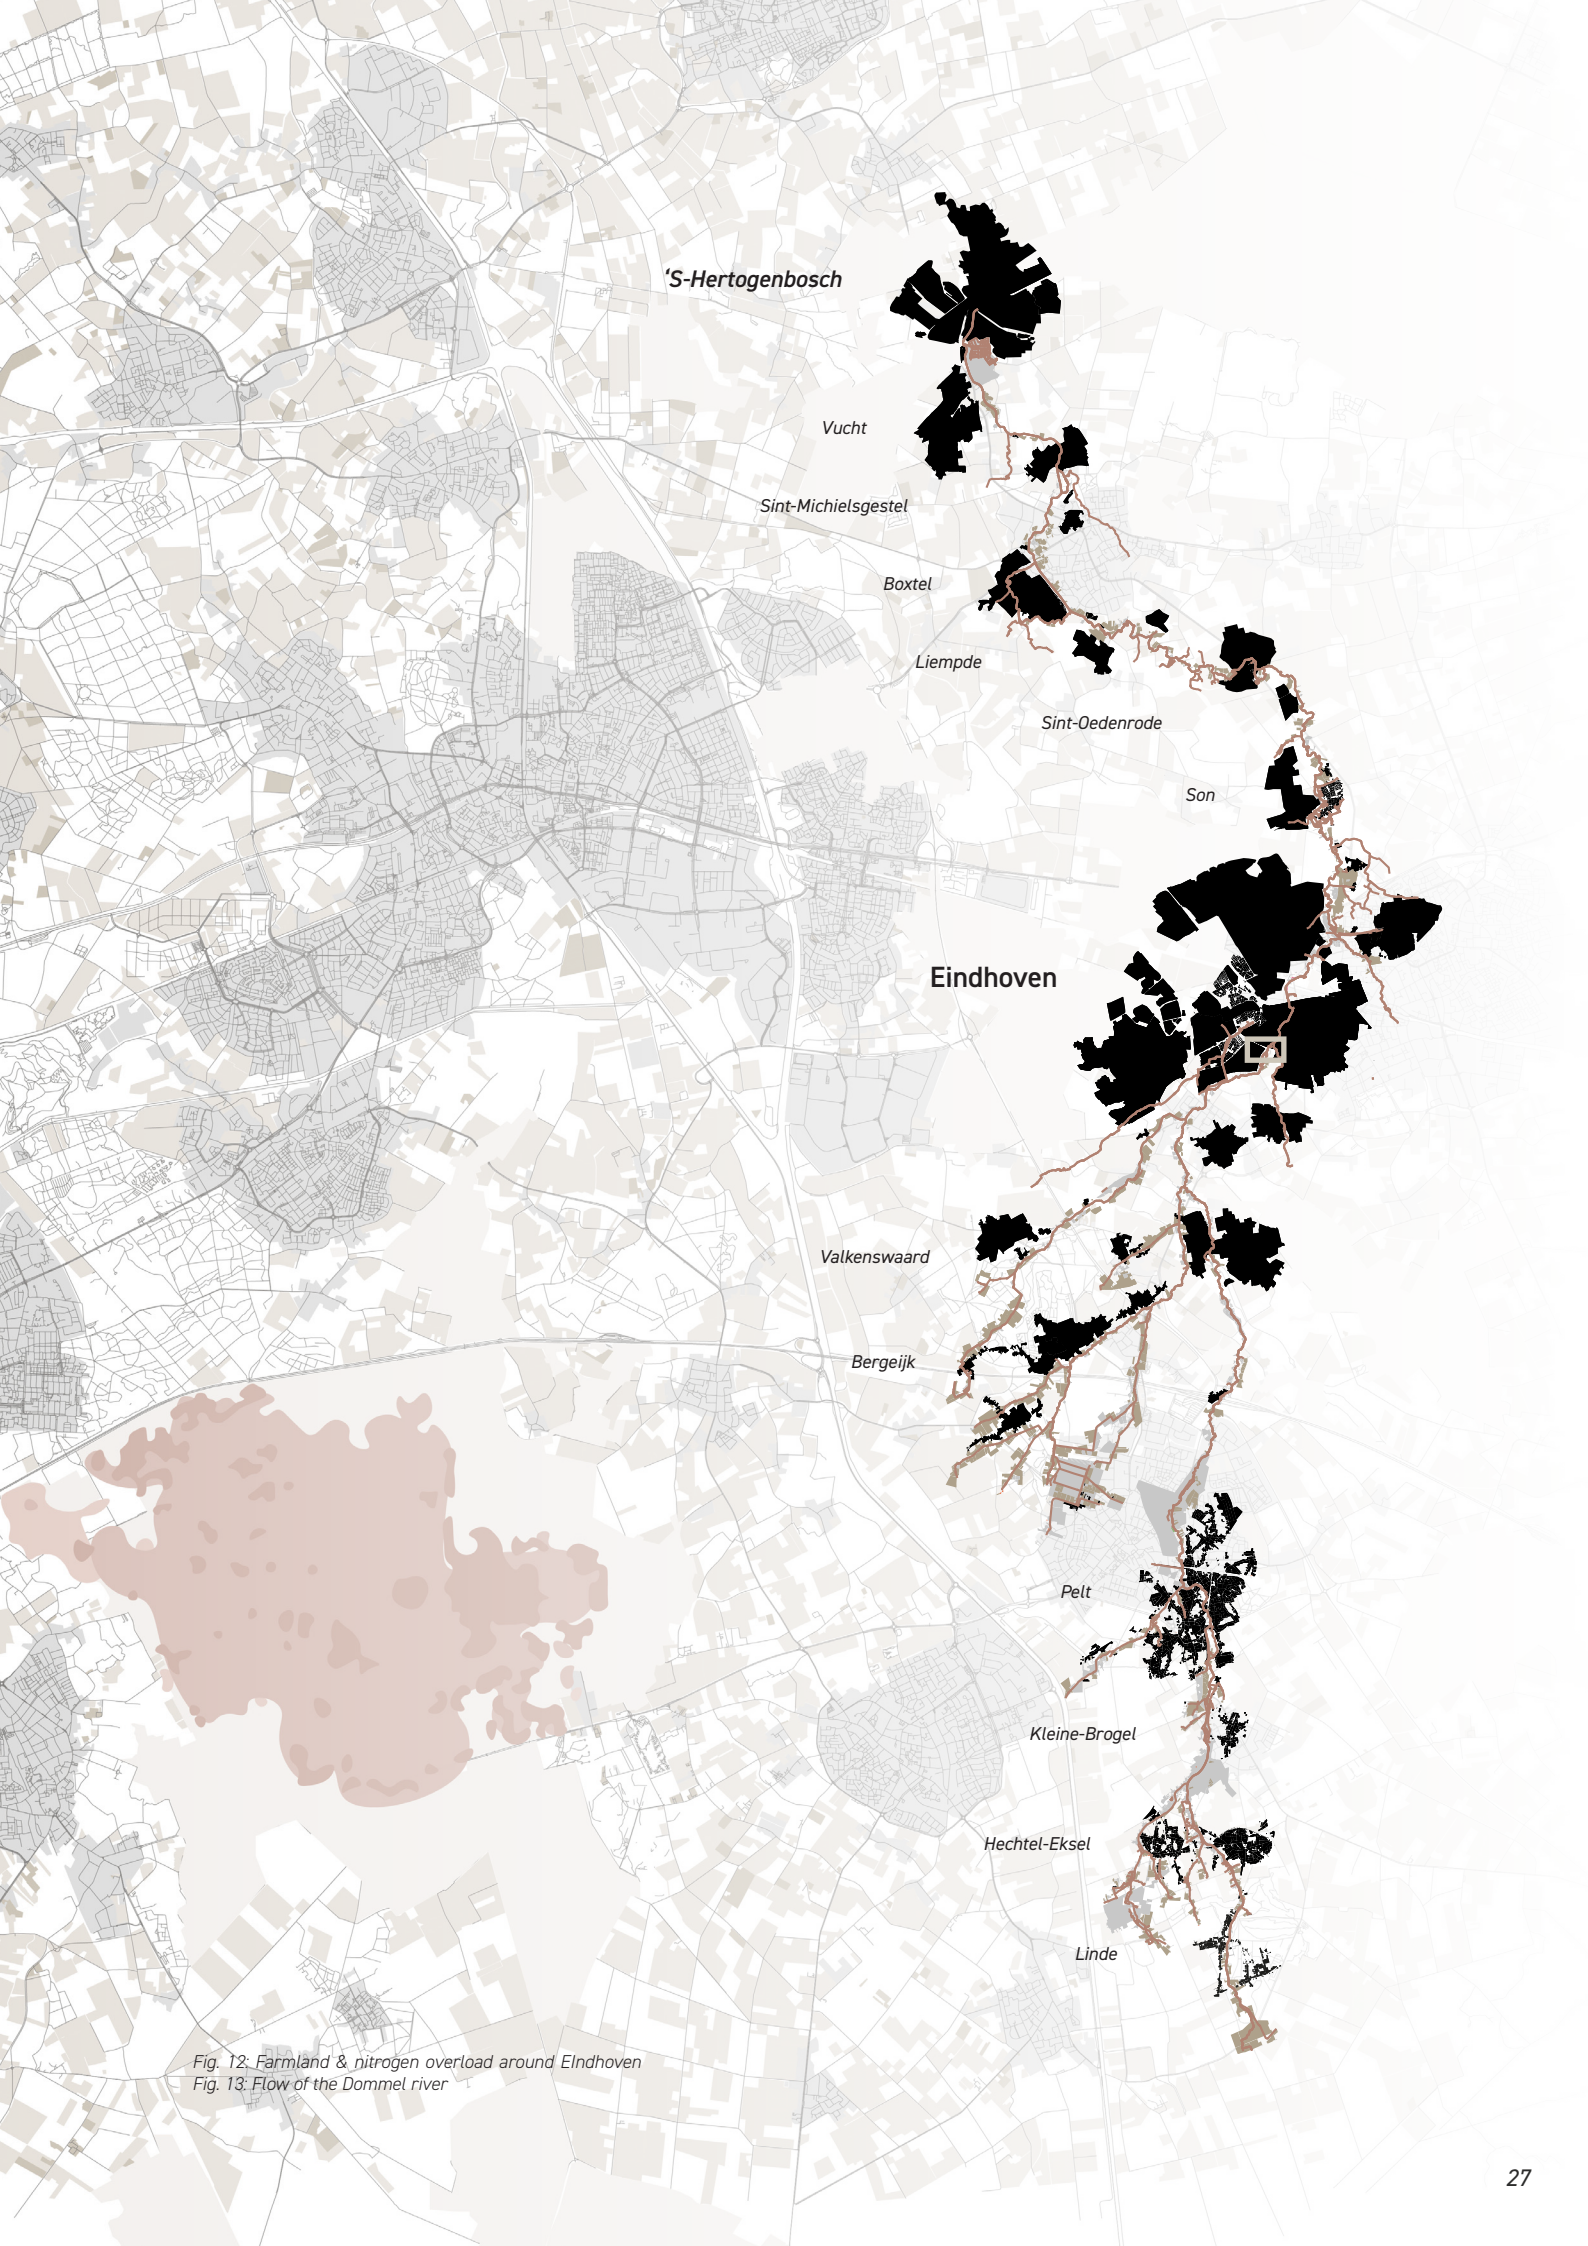 ‘S-Hertogenbosch
Vucht
Sint-Michielsgestel
Boxtel
Liempde
Sint-Oedenrode
Son
Eindhoven
Valkenswaard
Bergeijk
Pelt
Kleine-Brogel
Hechtel-Eksel
Linde
Fig. 12: Farmland & nitrogen overload around EIndhoven
Fig. 13: Flow of the Dommel river
27